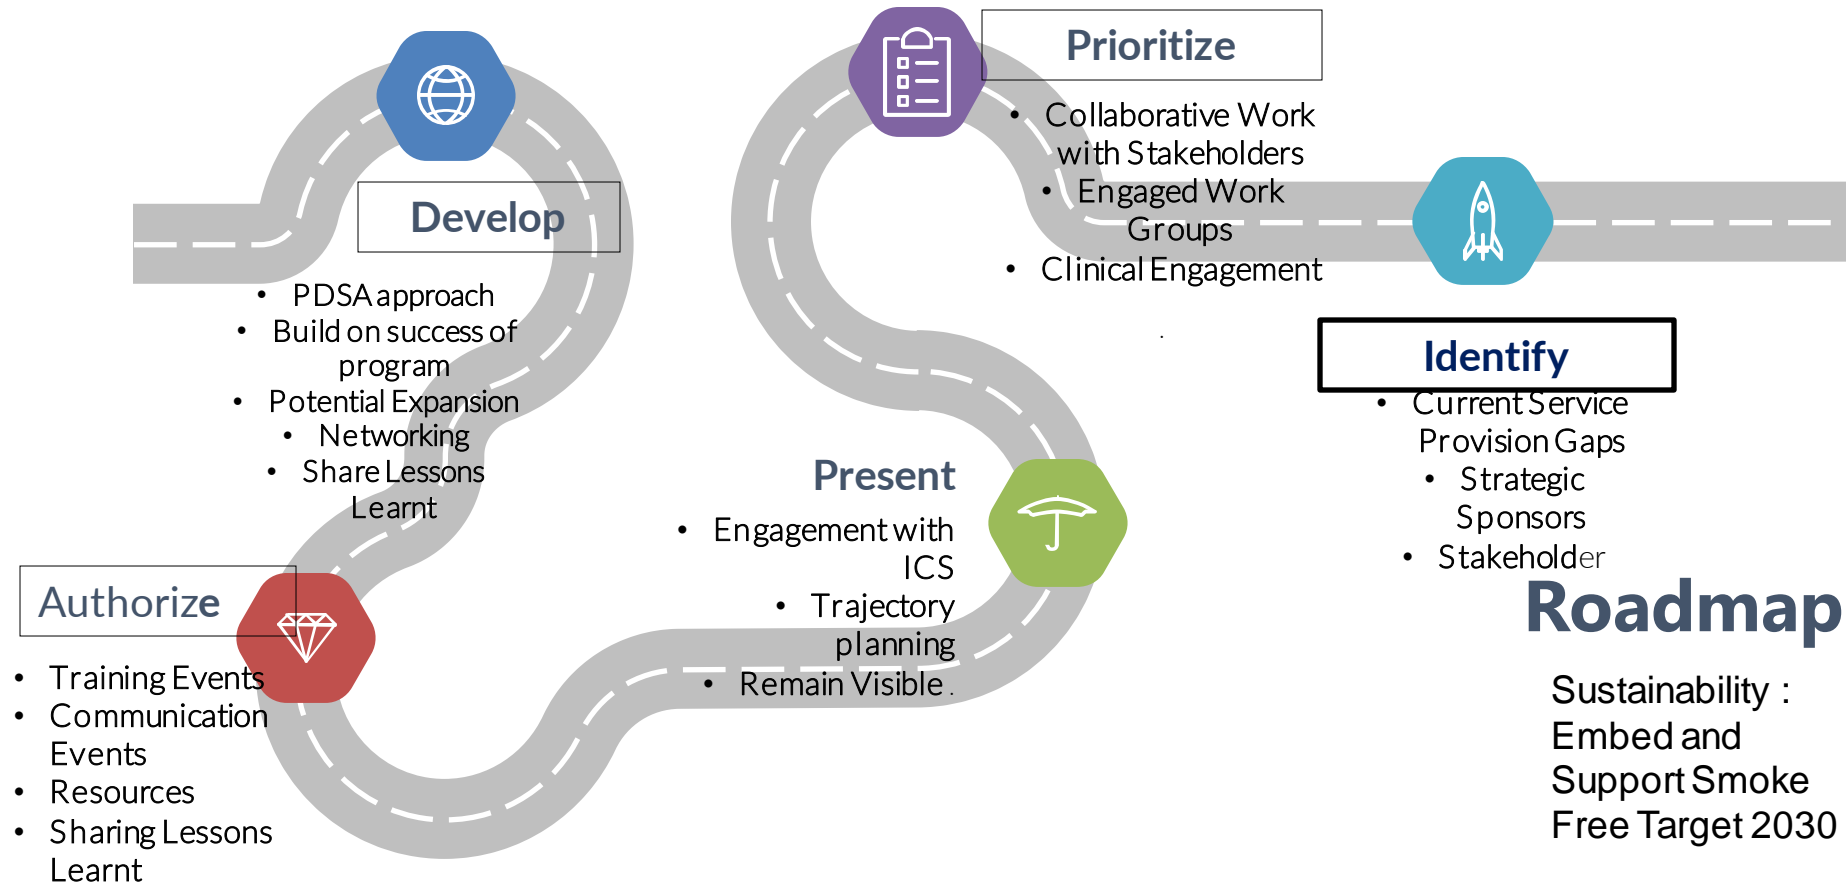 Develop
• PDSA approach
• Build on success of
program
• Potential Expansion
• Networking
• Share Lessons
Learnt
Authorize
• Training Events
• Communication
Events
• Resources
• Sharing Lessons
Learnt
Present
• Engagement with
ICS
• Trajectory
planning
• Remain Visible .
Prioritize
• Collaborative Work
with Stakeholders
• Engaged Work
Groups
• Clinical Engagement
.
Identify
• Current Service
Provision Gaps
• Strategic
Sponsors
• Stakeholder
Roadmap
Sustainability :
Embed and
Support Smoke
Free Target 2030